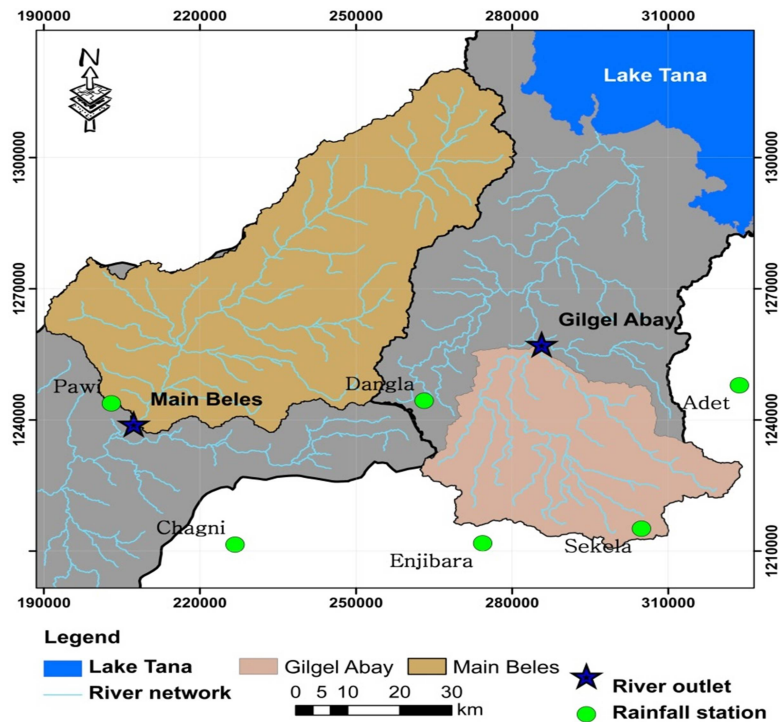 190000 220000 250000 280000 310000
N
Lake Tana
1300000 1300000
1270000 1270000
Gilgel Abay
Pawi Main Beles Dangla Adet
1240000 1240000
Chagni Enjibara Sekela
1210000
190000 220000 250000 280000 310000
Legend
Lake Tana Gilgel Abay Main Beles
River network
River outlet
0 5 10 20 30
km
Rainfall station